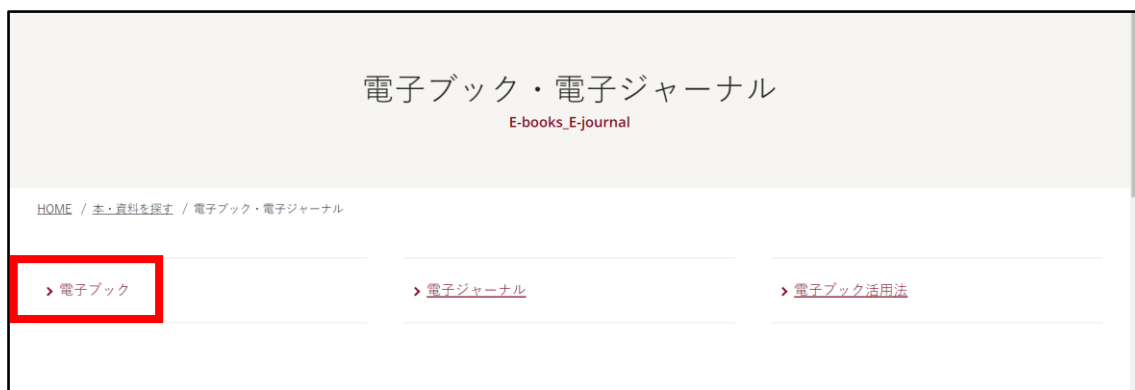 電子ブック・電子ジャーナル
E-books_E-journal
HOME / 本・資料を探す / 電子ブック・電子ジャーナル
電子ブック
電子ジャーナル
電子ブック活用法